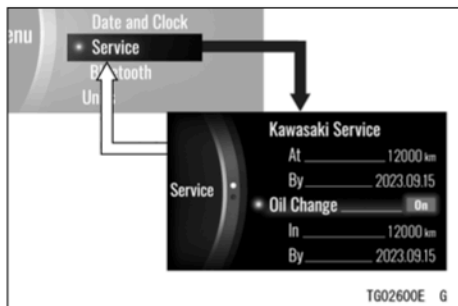 enu
Date and Clock
Service
Bluetooth
Units
Service
Kawasaki Service
At 12000 km
By 2023.09.15
Oil Change On
In 12000 km
By 2023.09.15
TG02600E G